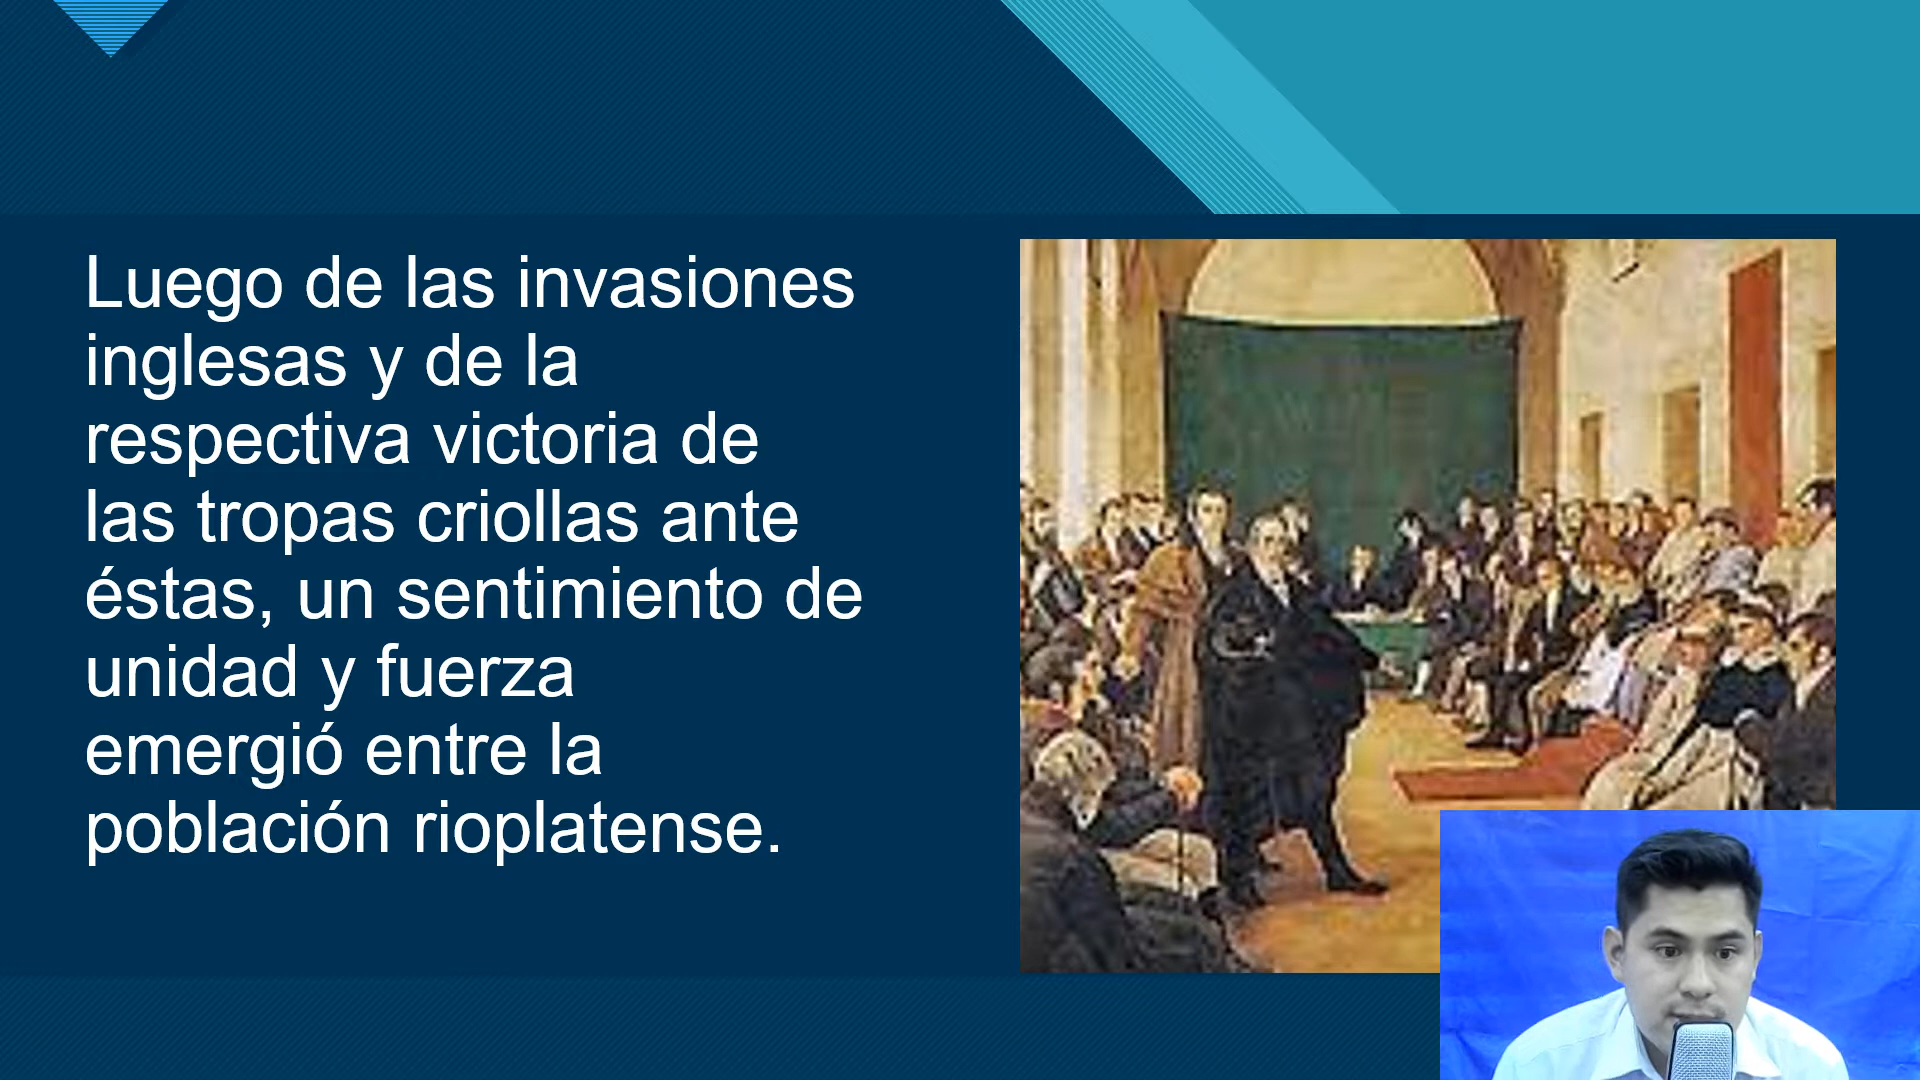 Luego de las invasiones
inglesas y de la
respectiva victoria de
las tropas criollas ante
éstas, un sentimiento de
unidad y fuerza
emergió entre la
población rioplatense.